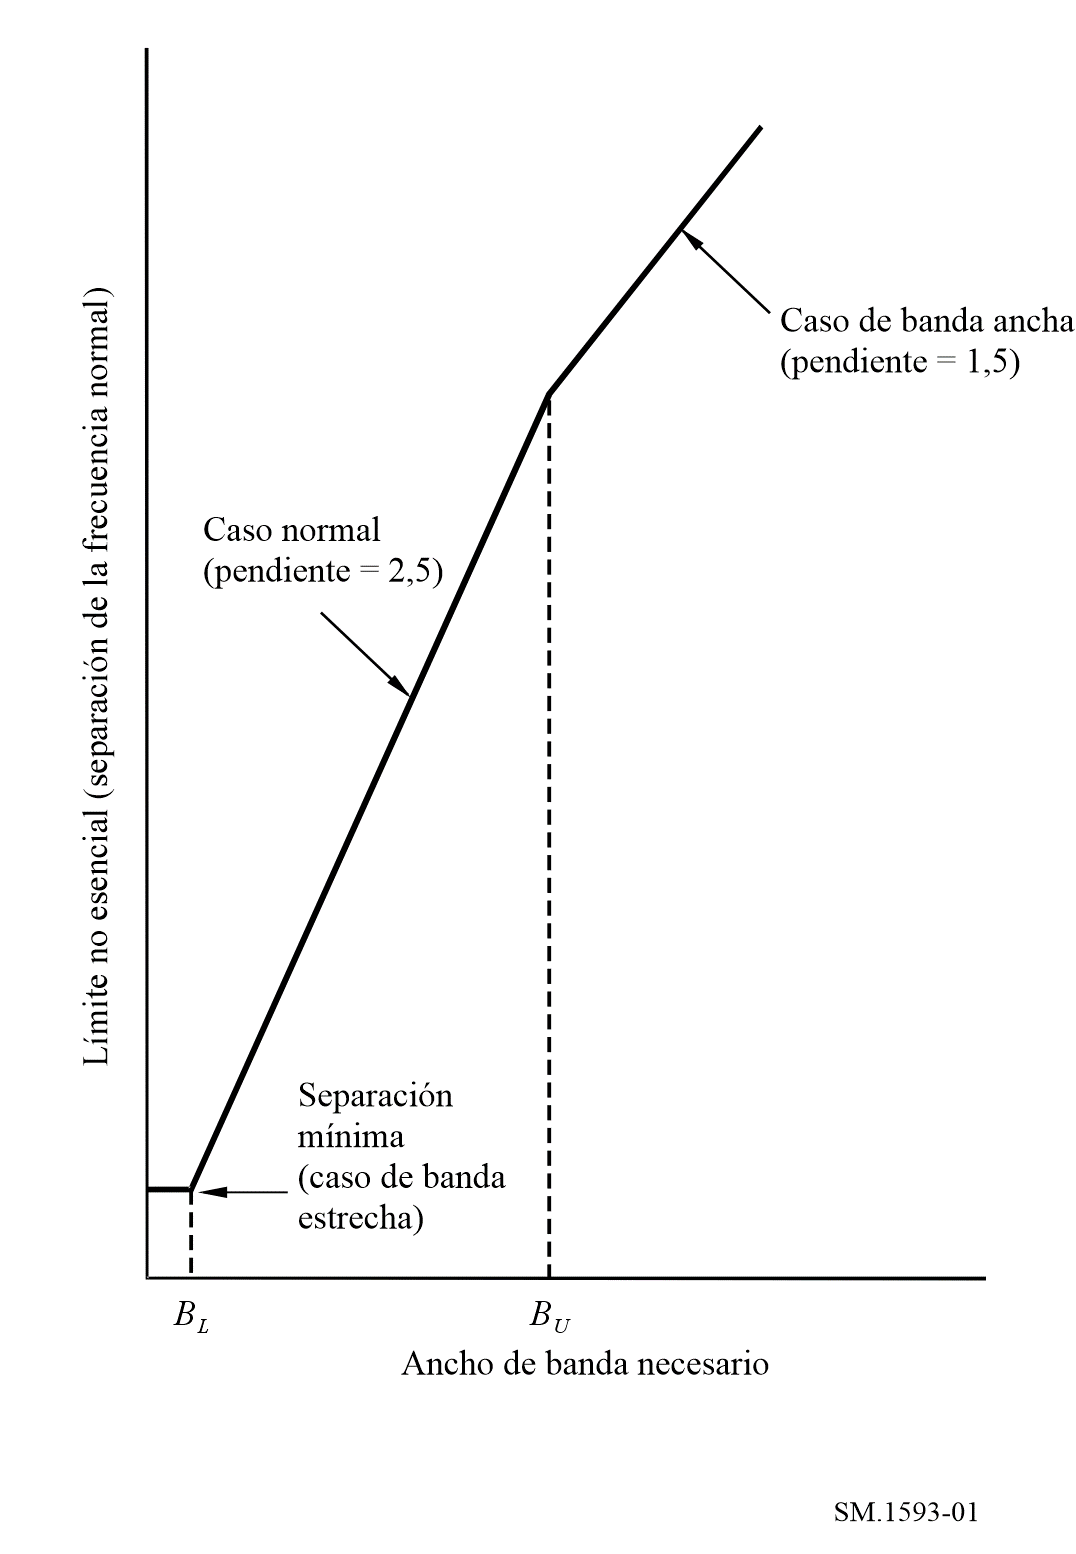 Límite no esencial (separación de la frecuencia normal)
Caso de banda ancha
(pendiente = 1,5)
Caso normal
(pendiente = 2,5)
Separación
mínima
(caso de banda
estrecha)
B_L
B_U
Ancho de banda necesario
SM.1593-01